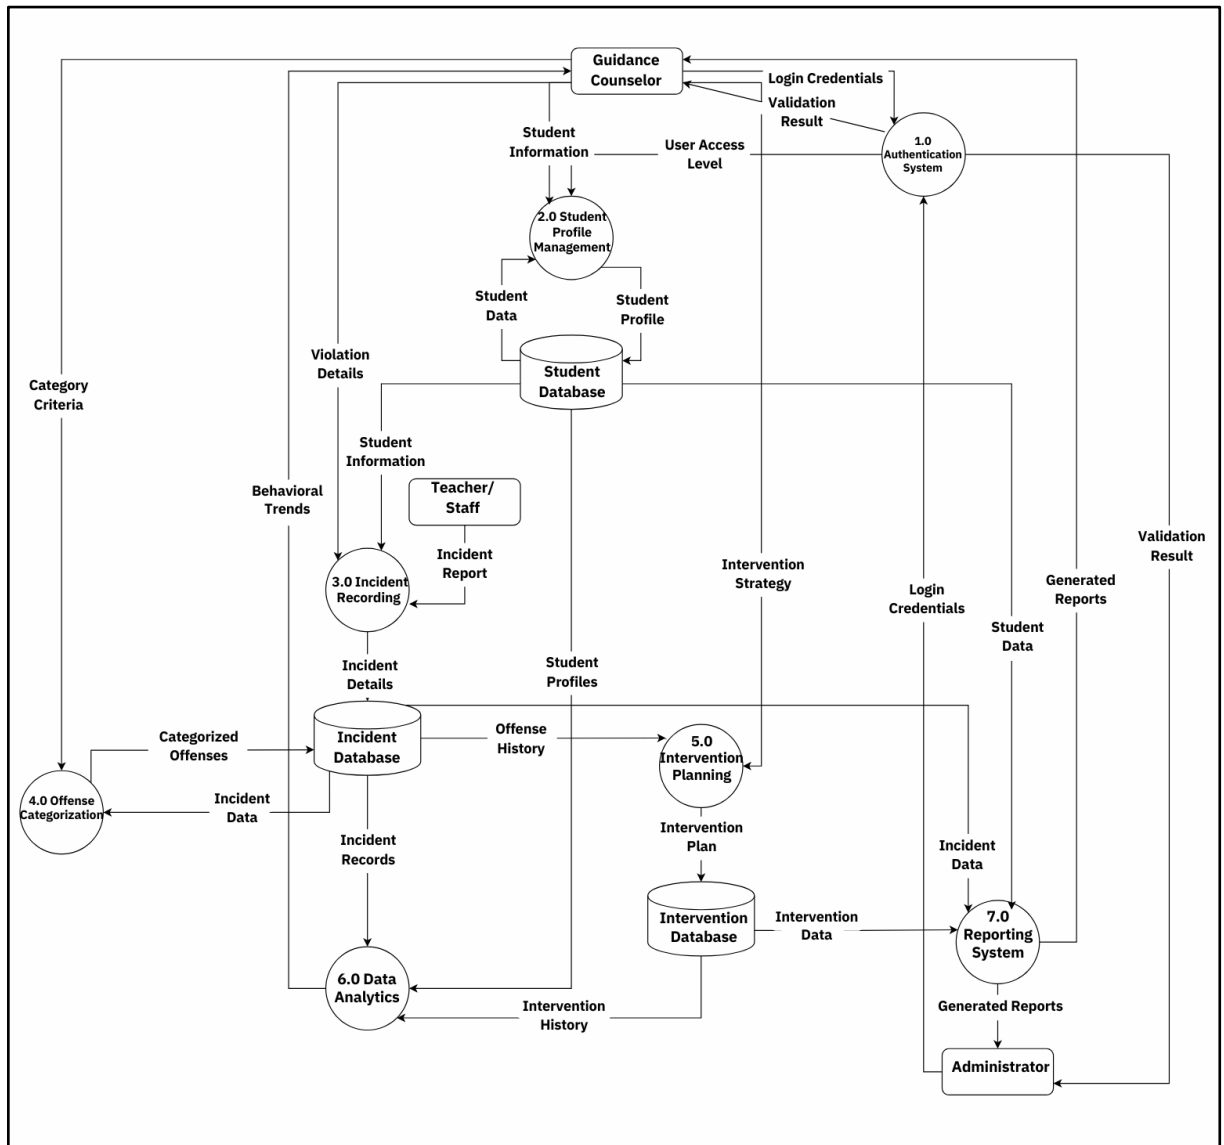 Guidance
Counselor
Login Credentials
Validation
Result
1.0
Authentication
System
Student
Information
User Access
Level
2.0 Student
Profile
Management
Student
Data
Student
Profile
Violation
Details
Student
Database
Category
Criteria
Student
Information
Behavioral
Trends
Teacher/
Staff
Incident
Report
3.0 Incident
Recording
Intervention
Strategy
Login
Credentials
Generated
Reports
Validation
Result
Student
Data
Incident
Details
Student
Profiles
Categorized
Offenses
Incident
Database
Offense
History
5.0
Intervention
Planning
4.0 Offense
Categorization
Incident
Data
Incident
Records
Intervention
Plan
Incident
Data
Intervention
Database
Intervention
Data
7.0
Reporting
System
6.0 Data
Analytics
Intervention
History
Generated Reports
Administrator